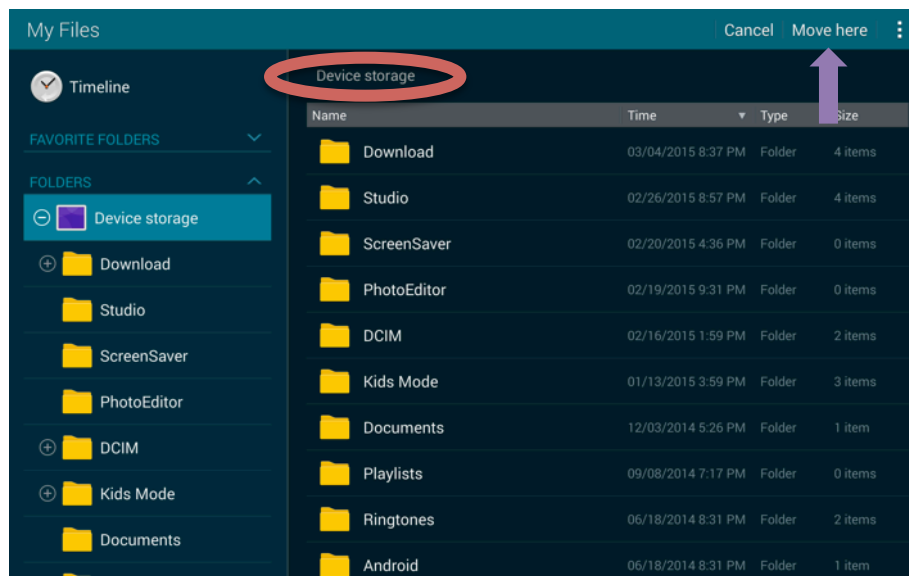 My Files
Cancel Move here
Timeline
FAVORITE FOLDERS
FOLDERS
Device storage
Download
Studio
ScreenSaver
PhotoEditor
DCIM
Kids Mode
Documents
Device storage
Name Time Type Size
Download 03/04/2015 8:37 PM Folder 4 items
Studio 02/26/2015 8:57 PM Folder 4 items
ScreenSaver 02/20/2015 4:36 PM Folder 0 items
PhotoEditor 02/19/2015 9:31 PM Folder 0 items
DCIM 02/16/2015 1:59 PM Folder 2 items
Kids Mode 01/13/2015 3:59 PM Folder 3 items
Documents 12/03/2014 5:26 PM Folder 1 item
Playlists 09/08/2014 7:17 PM Folder 0 items
Ringtones 06/18/2014 8:31 PM Folder 2 items
Android 06/18/2014 8:31 PM Folder 1 item